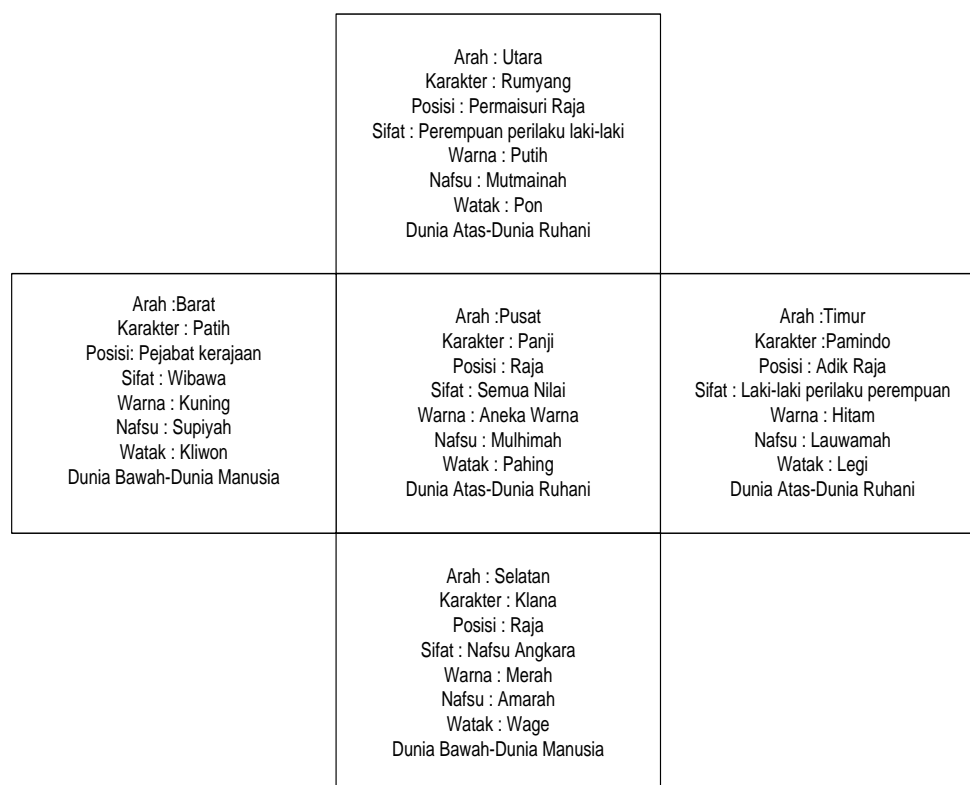 Arah : Utara
Karakter : Rumyang
Posisi : Permaisuri Raja
Sifat : Perempuan perilaku laki-laki
Warna : Putih
Nafsu : Mutmainah
Watak : Pon
Dunia Atas-Dunia Ruhani
Arah :Barat
Karakter : Patih
Posisi: Pejabat kerajaan
Sifat : Wibawa
Warna : Kuning
Nafsu : Supiyah
Watak : Kliwon
Dunia Bawah-Dunia Manusia
Arah :Pusat
Karakter : Panji
Posisi : Raja
Sifat : Semua Nilai
Warna : Aneka Warna
Nafsu : Mulhimah
Watak : Pahing
Dunia Atas-Dunia Ruhani
Arah :Timur
Karakter :Pamindo
Posisi : Adik Raja
Sifat : Laki-laki perilaku perempuan
Warna : Hitam
Nafsu : Lauwamah
Watak : Legi
Dunia Atas-Dunia Ruhani
Arah : Selatan
Karakter : Klana
Posisi : Raja
Sifat : Nafsu Angkara
Warna : Merah
Nafsu : Amarah
Watak : Wage
Dunia Bawah-Dunia Manusia